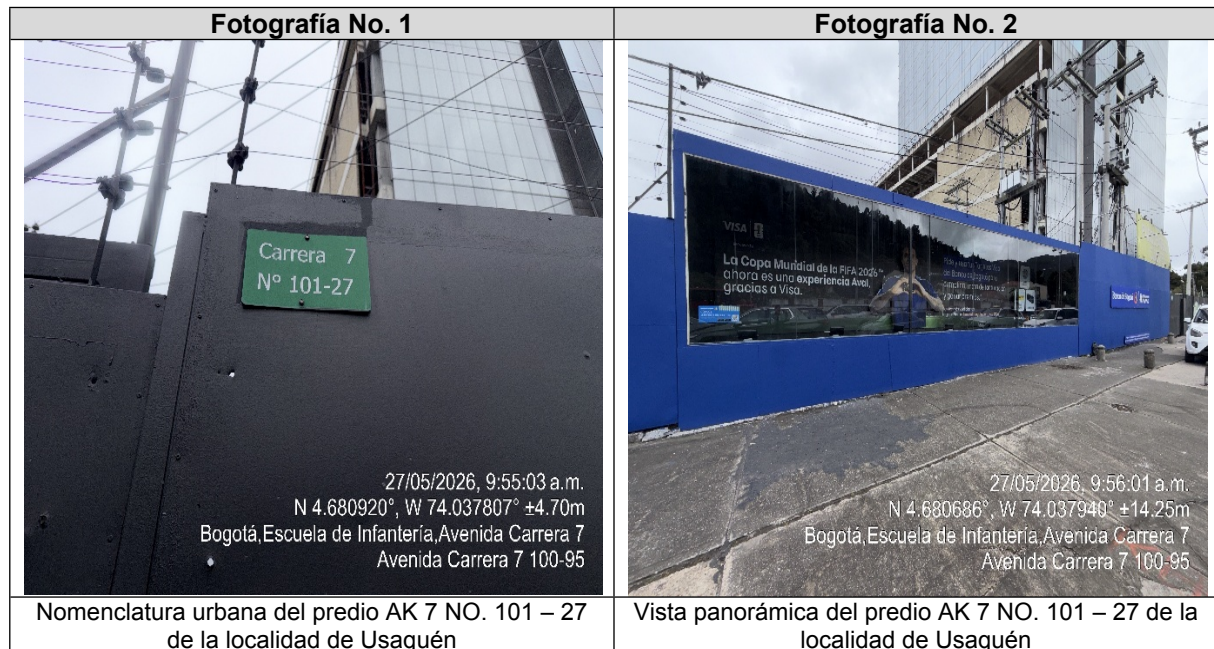 Fotografía No. 1
Fotografía No. 2
Carrera 7
Nº 101-27
27/05/2026, 9:55:03 a.m.
N 4.680920°, W 74.037807° ±4.70m
Bogotá,Escuela de Infantería,Avenida Carrera 7
Avenida Carrera 7 100-95
VISA
La Copa Mundial de la FIFA 2026™
ahora es una experiencia Aval,
gracias a Visa.
Banco de Bogotá
27/05/2026, 9:56:01 a.m.
N 4.680686°, W 74.037940° ±14.25m
Bogotá,Escuela de Infantería,Avenida Carrera 7
Avenida Carrera 7 100-95
Nomenclatura urbana del predio AK 7 NO. 101 – 27
de la localidad de Usaquén
Vista panorámica del predio AK 7 NO. 101 – 27 de la
localidad de Usaquén